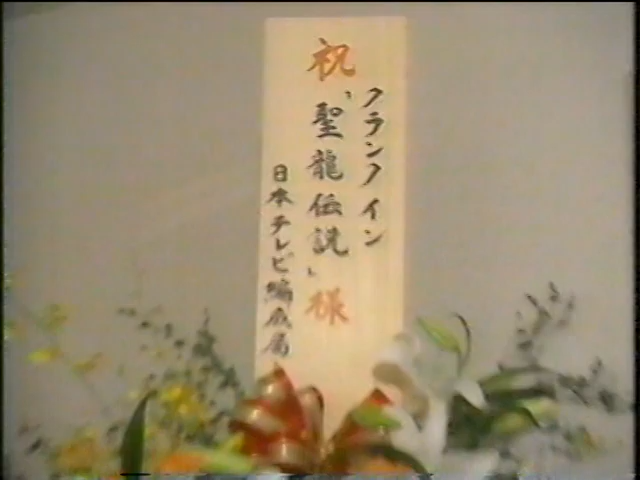 祝
クランクイン
〝聖龍伝説〟様
日本テレビ編成局